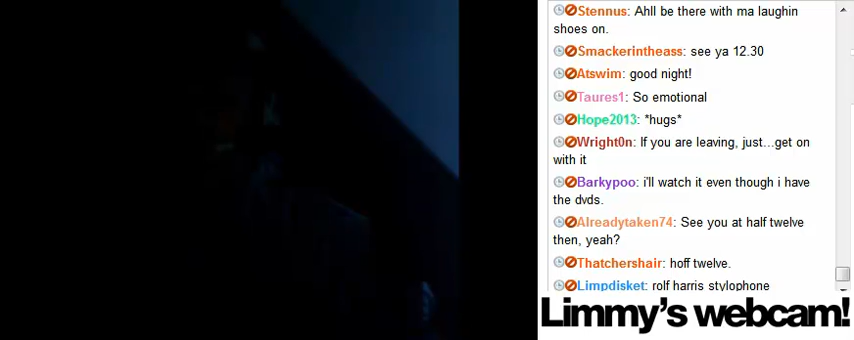 Stennus: Ahll be there with ma laughin
shoes on.
Smackerintheass: see ya 12.30
Atswim: good night!
Taures1: So emotional
Hope2013: *hugs*
Wright0n: If you are leaving, just...get on
with it
Barkypoo: i'll watch it even though i have
the dvds.
Alreadytaken74: See you at half twelve
then, yeah?
Thatchershair: hoff twelve.
Limpdisket: rolf harris stylophone
Limmy's webcam!